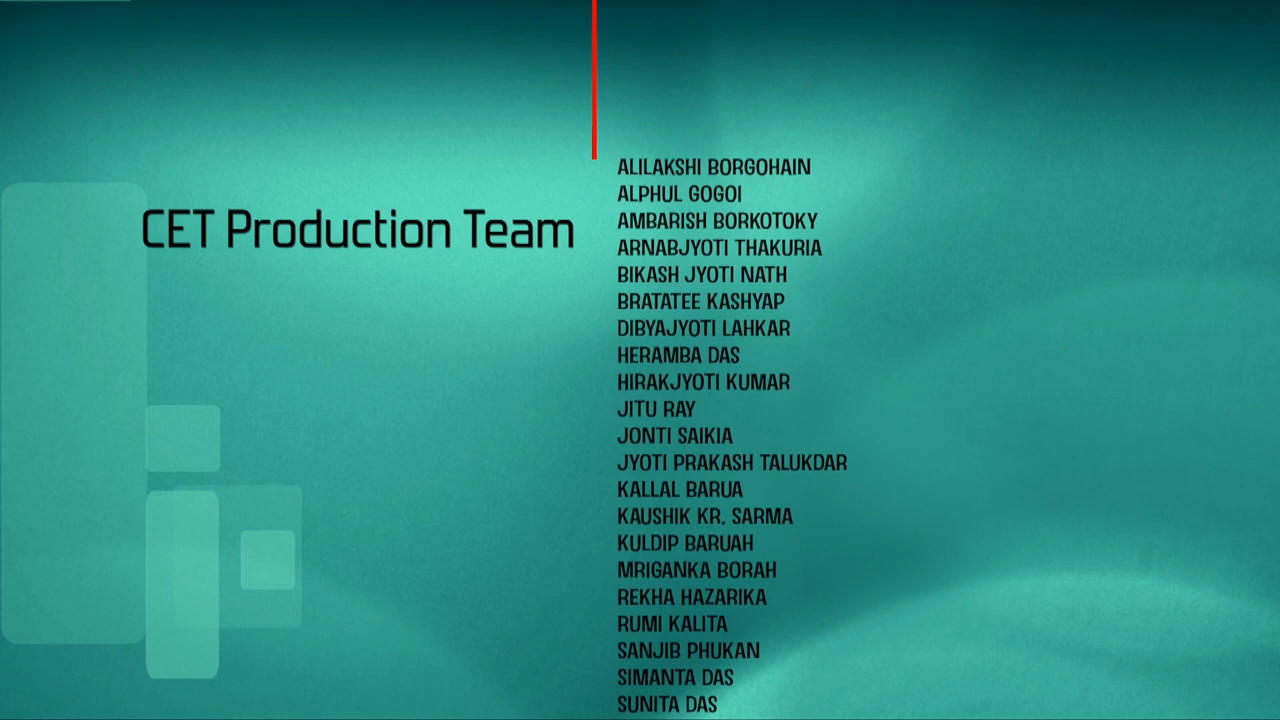 CET Production Team
ALILAKSHI BORGOHAIN
ALPHUL GOGOI
AMBARISH BORKOTOKY
ARNABJYOTI THAKURIA
BIKASH JYOTI NATH
BRATATEE KASHYAP
DIBYAJYOTI LAHKAR
HERAMBA DAS
HIRAKJYOTI KUMAR
JITU RAY
JONTI SAIKIA
JYOTI PRAKASH TALUKDAR
KALLAL BARUA
KAUSHIK KR. SARMA
KULDIP BARUAH
MRIGANKA BORAH
REKHA HAZARIKA
RUMI KALITA
SANJIB PHUKAN
SIMANTA DAS
SUNITA DAS